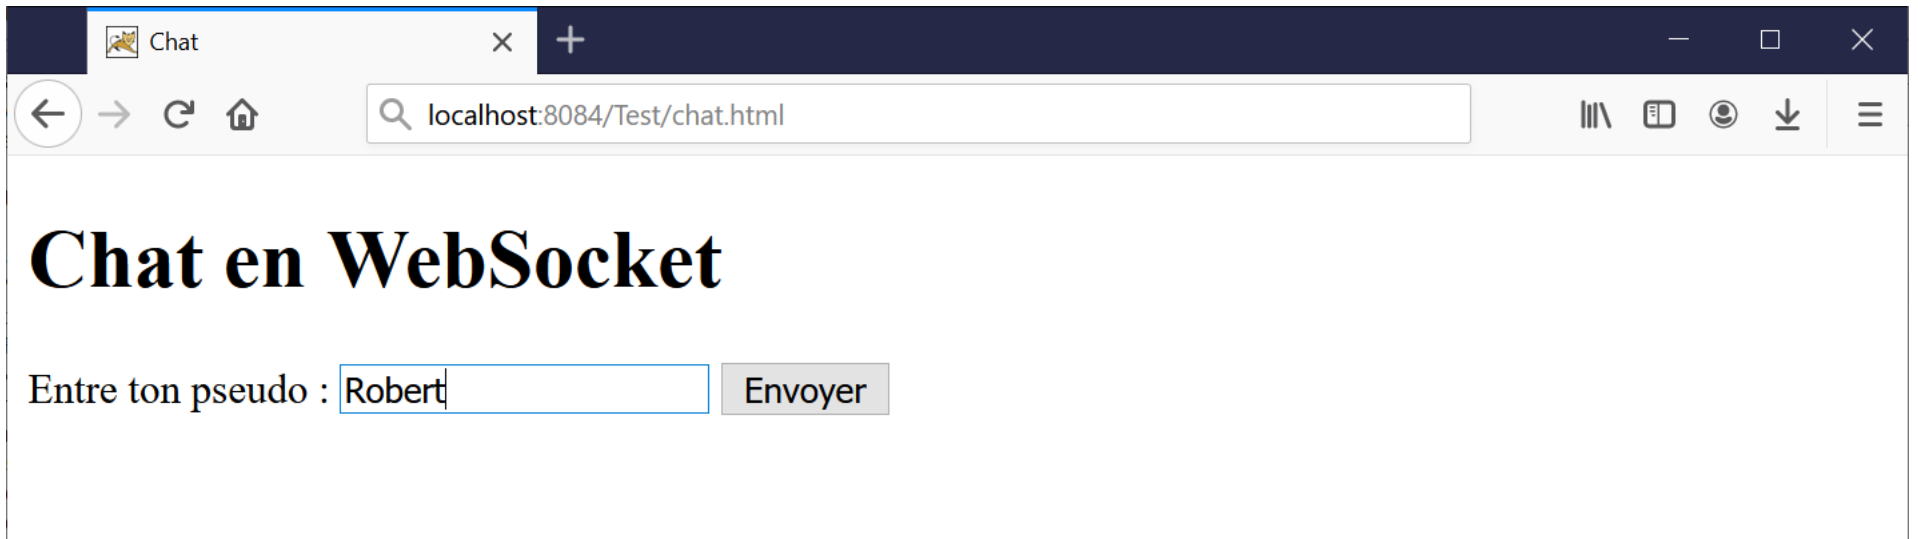 Chat
localhost:8084/Test/chat.html
Chat en WebSocket
Entre ton pseudo : Robert Envoyer